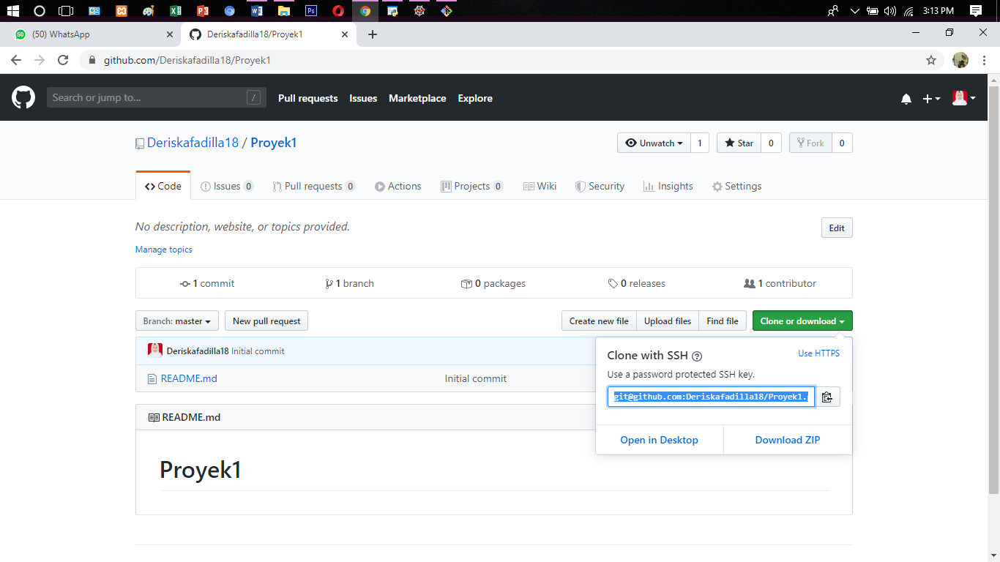 3:13 PM
(50) WhatsApp
Deriskafadilla18/Proyek1
github.com/Deriskafadilla18/Proyek1
Search or jump to... /
Pull requests Issues Marketplace Explore
Deriskafadilla18 / Proyek1
Unwatch 1 Star 0 Fork 0
Code Issues 0 Pull requests 0 Actions Projects 0 Wiki Security Insights Settings
No description, website, or topics provided.
Edit
Manage topics
1 commit 1 branch 0 packages 0 releases 1 contributor
Branch: master New pull request Create new file Upload files Find file Clone or download
Deriskafadilla18 Initial commit
README.md Initial commit
Clone with SSH Use HTTPS
Use a password protected SSH key.
git@github.com:Deriskafadilla18/Proyek1.
Open in Desktop Download ZIP
README.md
Proyek1